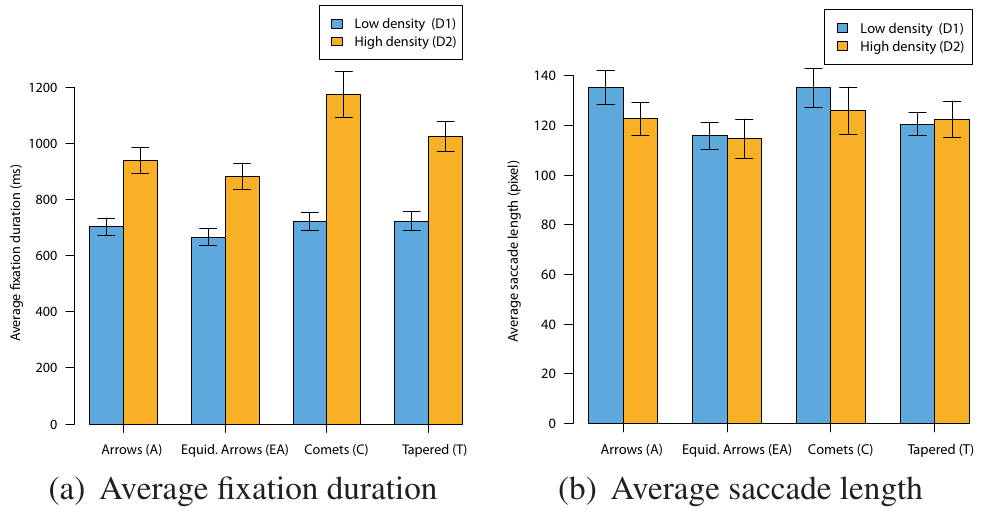 Low density (D1)
High density (D2)
Average fixation duration (ms)
1200
1000
800
600
400
200
0
Arrows (A) Equid. Arrows (EA) Comets (C) Tapered (T)
(a) Average fixation duration
Low density (D1)
High density (D2)
Average saccade length (pixel)
140
120
100
80
60
40
20
0
Arrows (A) Equid. Arrows (EA) Comets (C) Tapered (T)
(b) Average saccade length